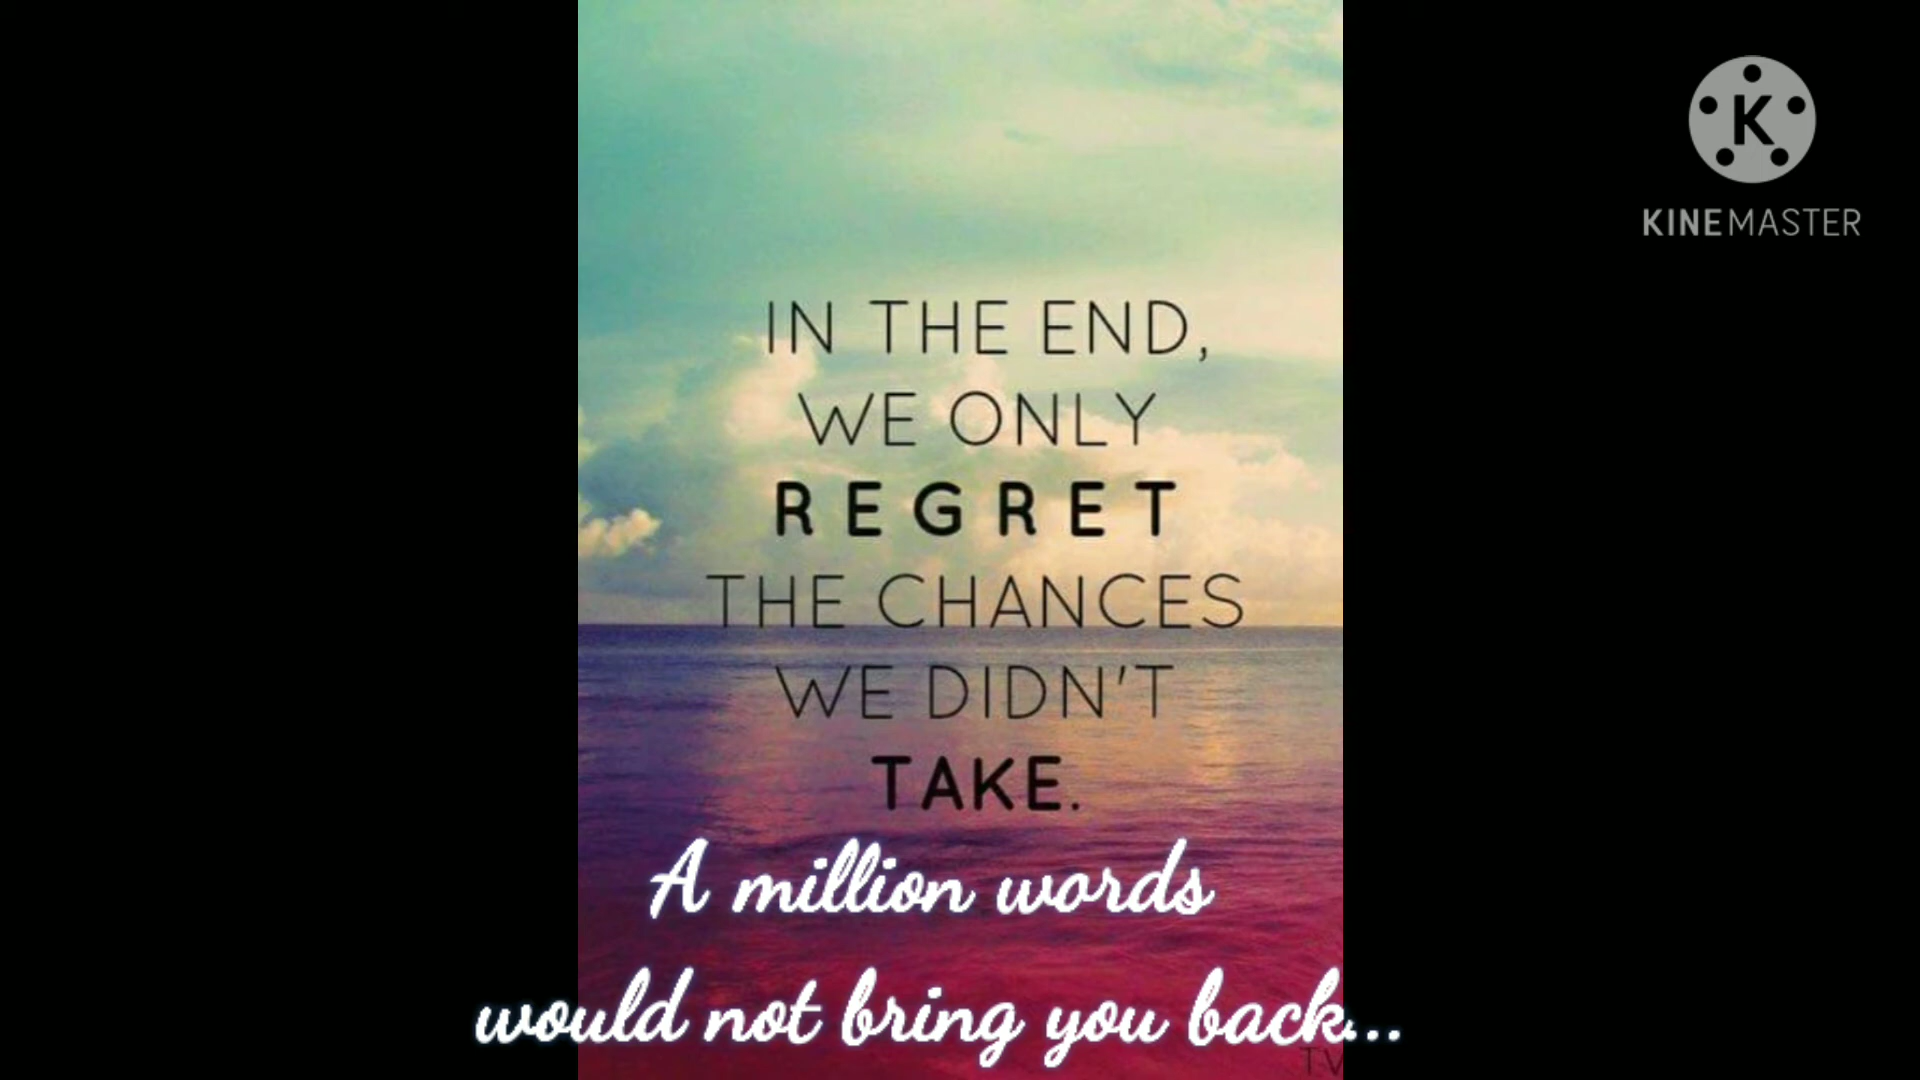 K
KINEMASTER
IN THE END,
WE ONLY
REGRET
THE CHANCES
WE DIDN'T
TAKE.
A million words
would not bring you back...
TV